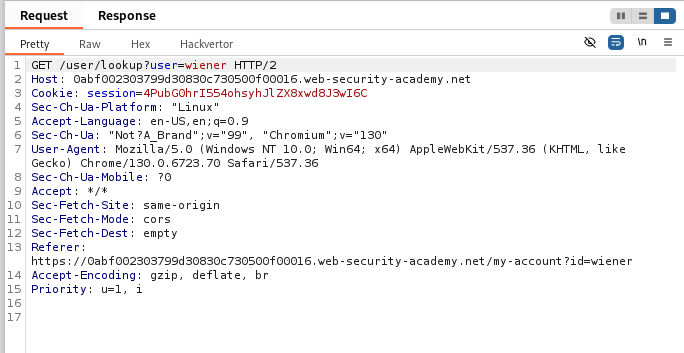 Request Response
Pretty Raw Hex Hackvertor \n
1 GET /user/lookup?user=wiener HTTP/2
2 Host: 0abf002303799d30830c730500f00016.web-security-academy.net
3 Cookie: session=4PubG0hrI554ohsyhJlZX8xwd8J3wI6C
4 Sec-Ch-Ua-Platform: "Linux"
5 Accept-Language: en-US,en;q=0.9
6 Sec-Ch-Ua: "Not?A_Brand";v="99", "Chromium";v="130"
7 User-Agent: Mozilla/5.0 (Windows NT 10.0; Win64; x64) AppleWebKit/537.36 (KHTML, like
Gecko) Chrome/130.0.6723.70 Safari/537.36
8 Sec-Ch-Ua-Mobile: ?0
9 Accept: */*
10 Sec-Fetch-Site: same-origin
11 Sec-Fetch-Mode: cors
12 Sec-Fetch-Dest: empty
13 Referer:
https://0abf002303799d30830c730500f00016.web-security-academy.net/my-account?id=wiener
14 Accept-Encoding: gzip, deflate, br
15 Priority: u=1, i
16
17